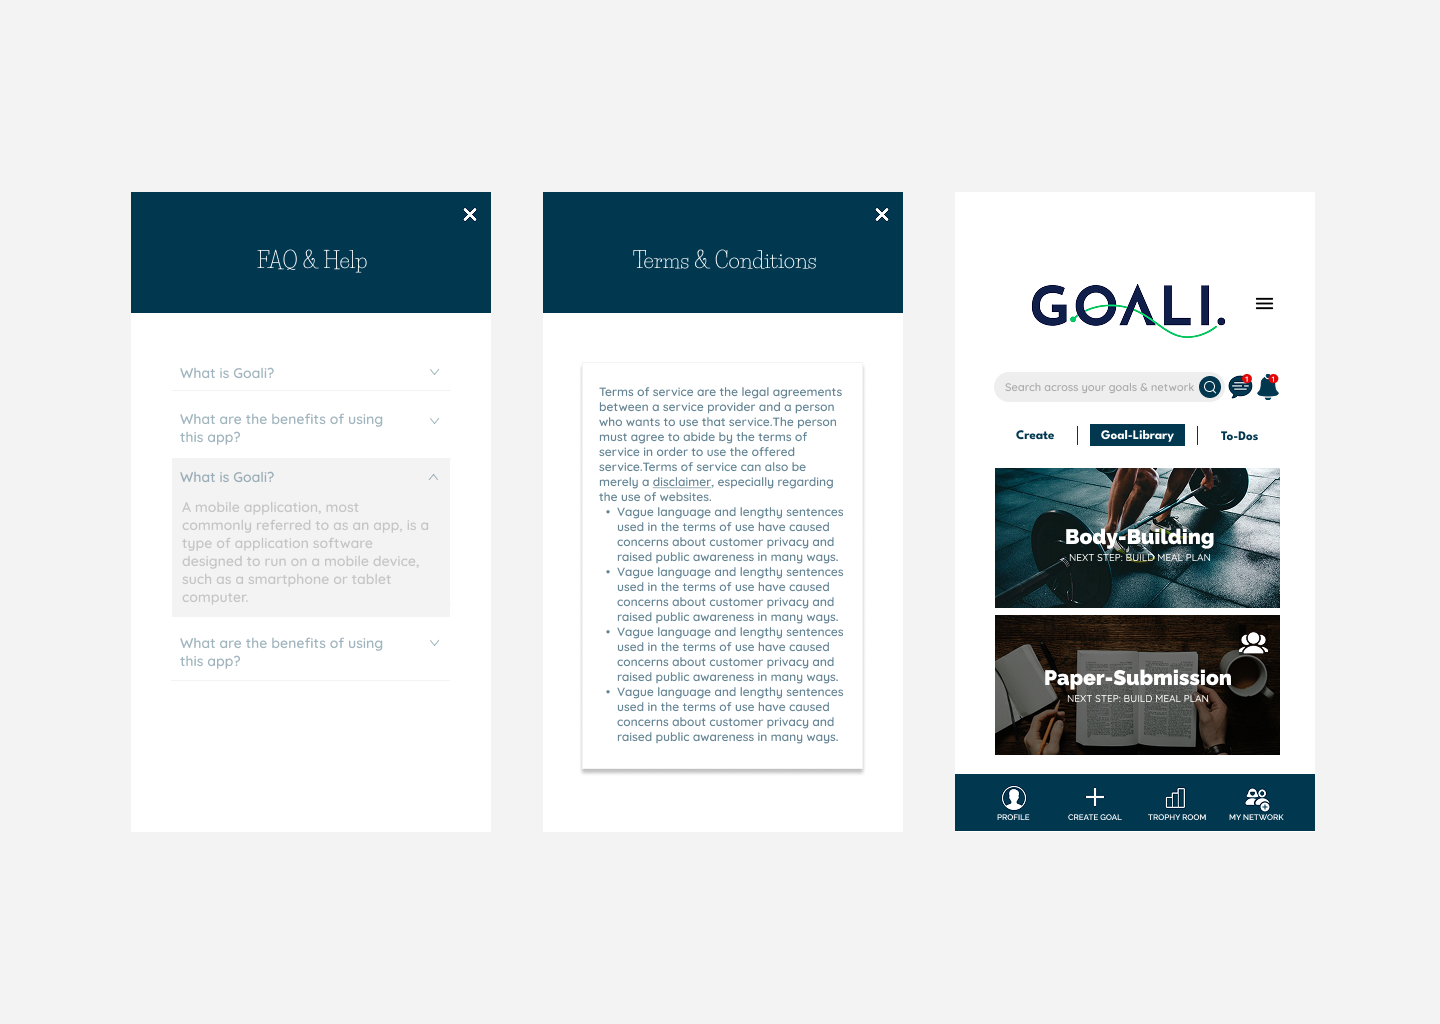 FAQ & Help
What is Goali?
What are the benefits of using
this app?
What is Goali?
A mobile application, most
commonly referred to as an app, is a
type of application software
designed to run on a mobile device,
such as a smartphone or tablet
computer.
What are the benefits of using
this app?
Terms & Conditions
Terms of service are the legal agreements
between a service provider and a person
who wants to use that service.The person
must agree to abide by the terms of
service in order to use the offered
service.Terms of service can also be
merely a disclaimer, especially regarding
the use of websites.
• Vague language and lengthy sentences
used in the terms of use have caused
concerns about customer privacy and
raised public awareness in many ways.
• Vague language and lengthy sentences
used in the terms of use have caused
concerns about customer privacy and
raised public awareness in many ways.
• Vague language and lengthy sentences
used in the terms of use have caused
concerns about customer privacy and
raised public awareness in many ways.
• Vague language and lengthy sentences
used in the terms of use have caused
concerns about customer privacy and
raised public awareness in many ways.
GOALI.
Search across your goals & network
1
1
Create
Goal-Library
To-Dos
Body-Building
NEXT STEP: BUILD MEAL PLAN
Paper-Submission
NEXT STEP: BUILD MEAL PLAN
PROFILE
CREATE GOAL
TROPHY ROOM
MY NETWORK